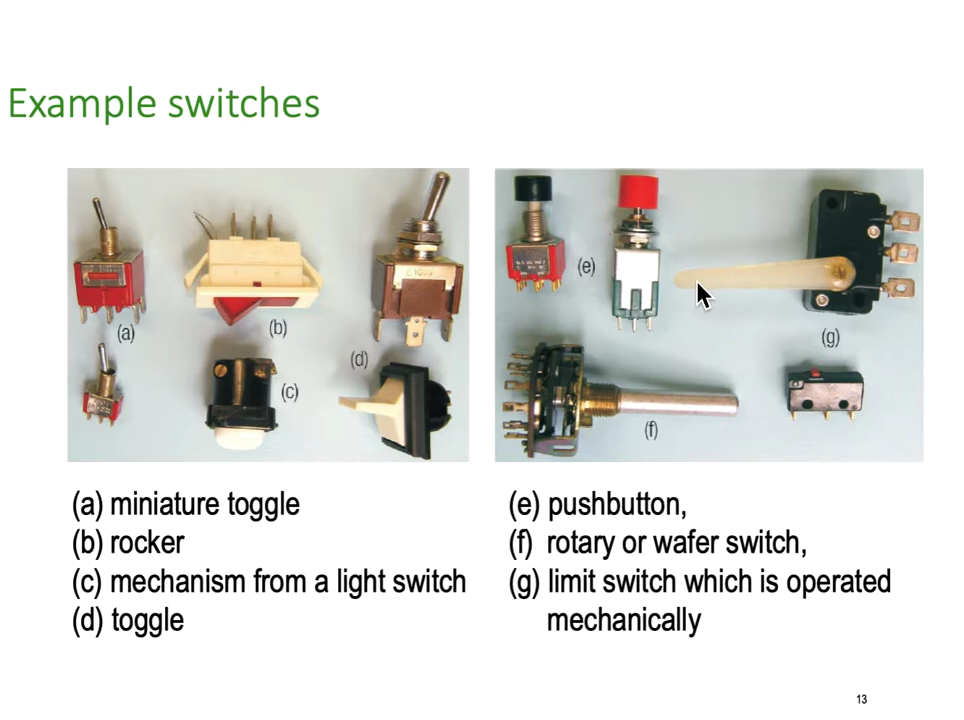 Example switches
(a)
(b)
(c)
(d)
(e)
(f)
(g)
(a) miniature toggle
(b) rocker
(c) mechanism from a light switch
(d) toggle
(e) pushbutton,
(f) rotary or wafer switch,
(g) limit switch which is operated
mechanically
13